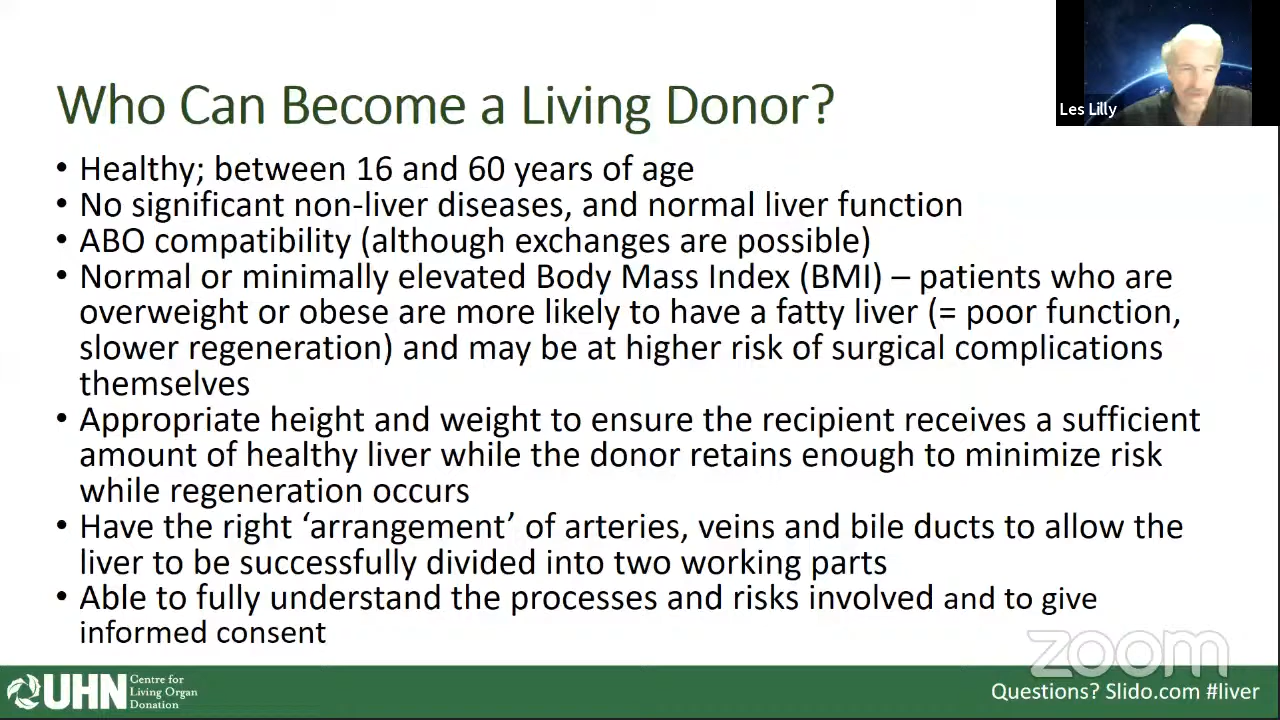 Les Lilly
Who Can Become a Living Donor?
• Healthy; between 16 and 60 years of age
• No significant non-liver diseases, and normal liver function
• ABO compatibility (although exchanges are possible)
• Normal or minimally elevated Body Mass Index (BMI) – patients who are
overweight or obese are more likely to have a fatty liver (= poor function,
slower regeneration) and may be at higher risk of surgical complications
themselves
• Appropriate height and weight to ensure the recipient receives a sufficient
amount of healthy liver while the donor retains enough to minimize risk
while regeneration occurs
• Have the right ‘arrangement’ of arteries, veins and bile ducts to allow the
liver to be successfully divided into two working parts
• Able to fully understand the processes and risks involved and to give
informed consent
zoom
UHN
Centre for
Living Organ
Donation
Questions? Slido.com #liver